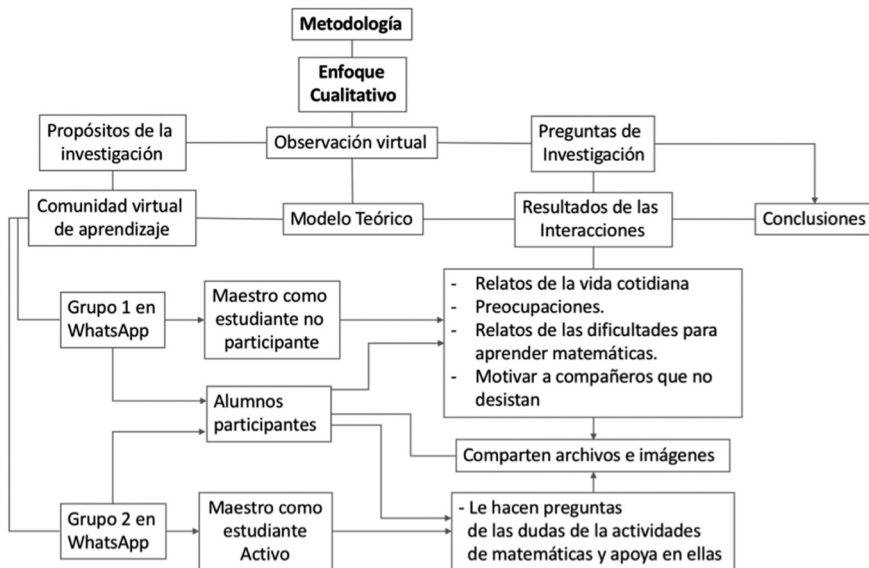 Metodología
Enfoque
Cualitativo
Propósitos de la
investigación
Observación virtual
Preguntas de
Investigación
Comunidad virtual
de aprendizaje
Modelo Teórico
Resultados de las
Interacciones
Conclusiones
Grupo 1 en
WhatsApp
Maestro como
estudiante no
participante
- Relatos de la vida cotidiana
- Preocupaciones.
- Relatos de las dificultades para
aprender matemáticas.
- Motivar a compañeros que no
desistan
Alumnos
participantes
Comparten archivos e imágenes
Grupo 2 en
WhatsApp
Maestro como
estudiante
Activo
- Le hacen preguntas
de las dudas de la actividades
de matemáticas y apoya en ellas